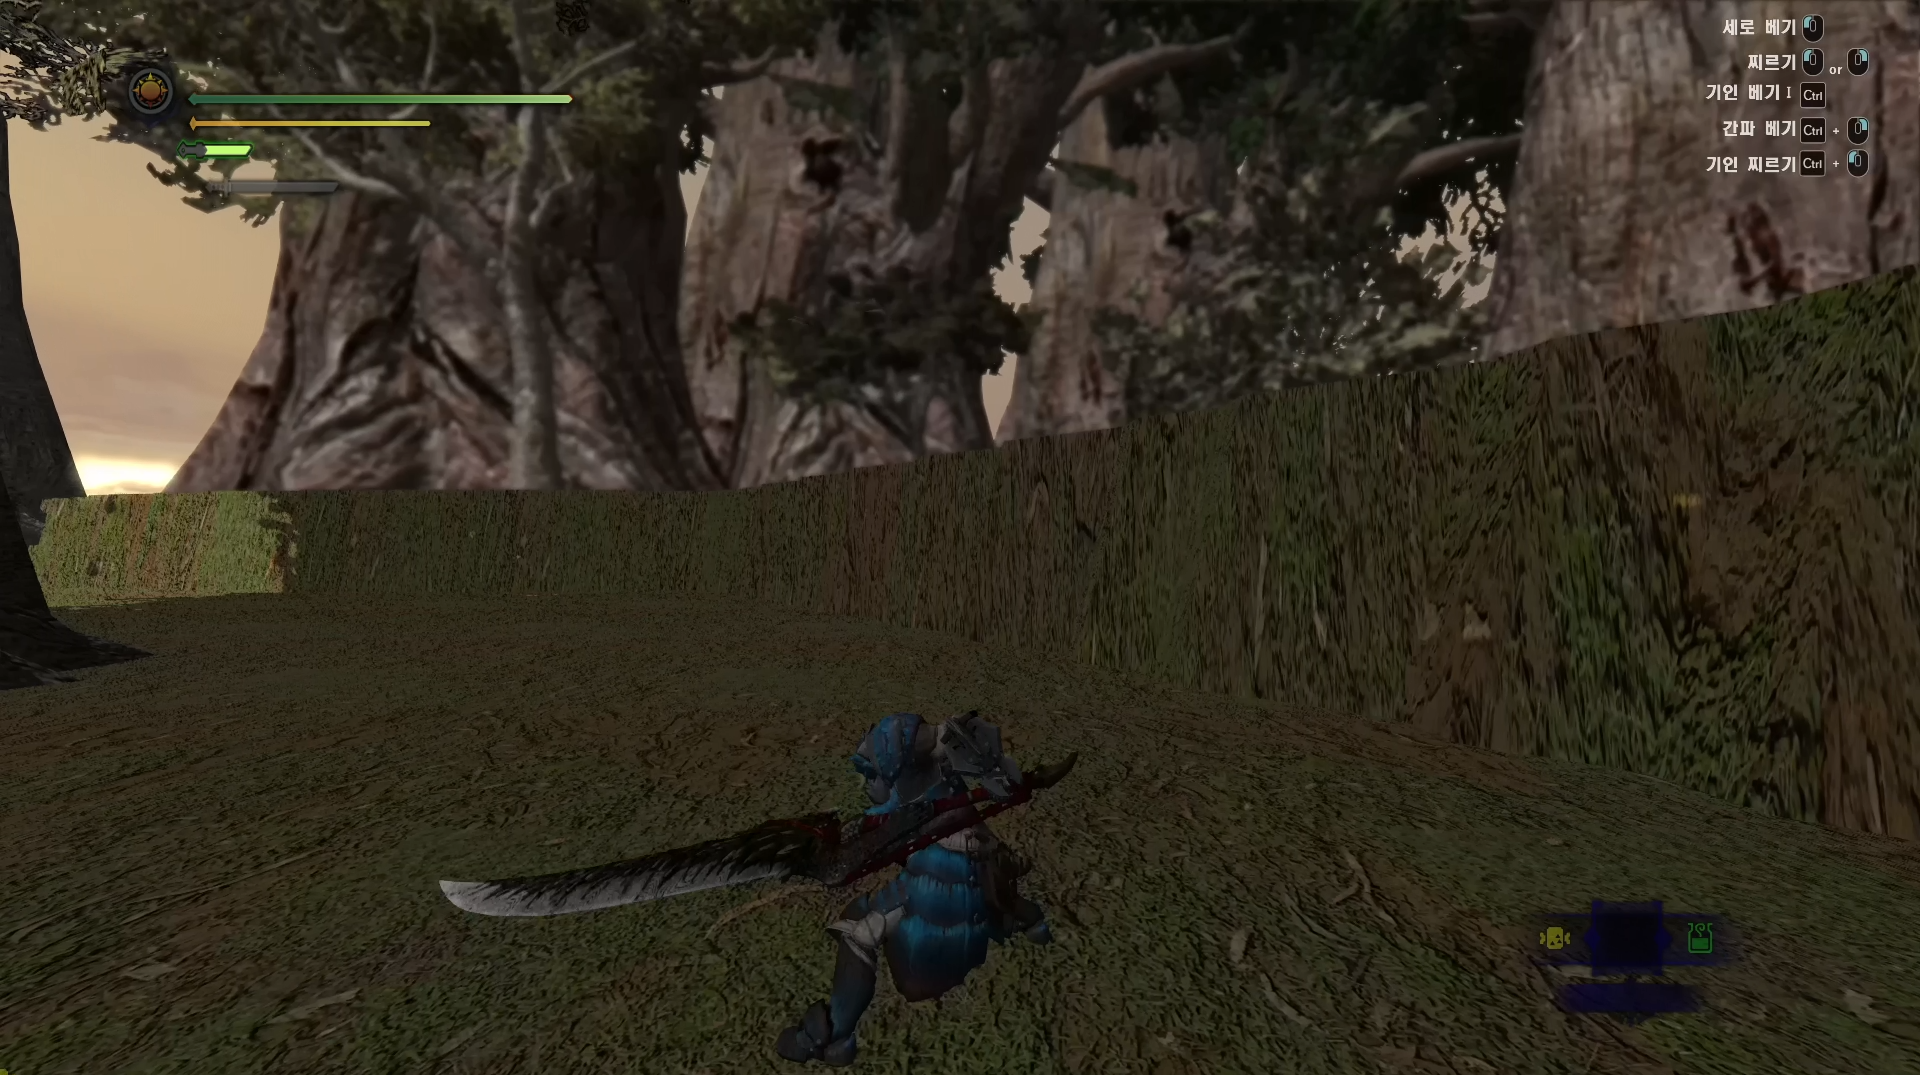 세로 베기
찌르기 or
기인 베기 I Ctrl
간파 베기 Ctrl +
기인 찌르기 Ctrl +